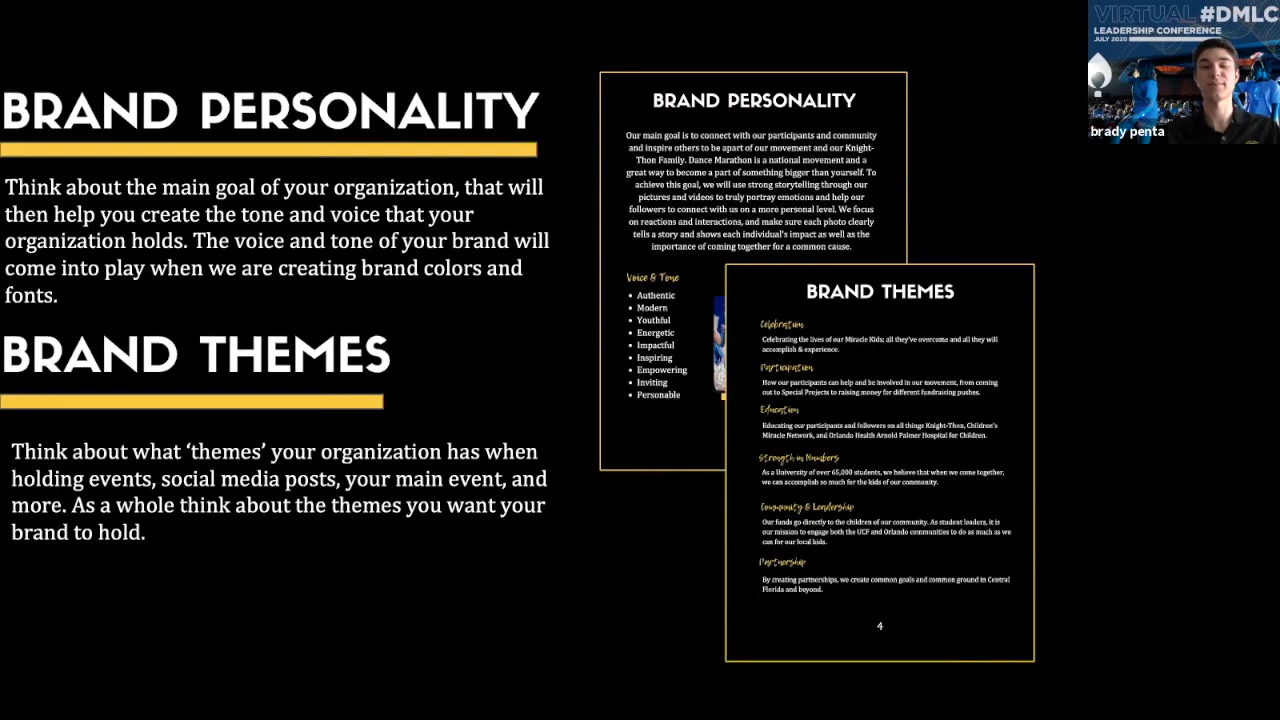 BRAND PERSONALITY
Think about the main goal of your organization, that will
then help you create the tone and voice that your
organization holds. The voice and tone of your brand will
come into play when we are creating brand colors and
fonts.
BRAND THEMES
Think about what ‘themes’ your organization has when
holding events, social media posts, your main event, and
more. As a whole think about the themes you want your
brand to hold.
BRAND PERSONALITY
Our main goal is to connect with our participants and community
and inspire others to be apart of our movement and our Knight-
Thon Family. Dance Marathon is a national movement and a
great way to become a part of something bigger than yourself. To
achieve this goal, we will use strong storytelling through our
pictures and videos to truly portray emotions and help our
followers to connect with us on a more personal level. We focus
on reactions and interactions, and make sure each photo clearly
tells a story and shows each individual's impact as well as the
importance of coming together for a common cause.
Voice & Tone
• Authentic
• Modern
• Youthful
• Energetic
• Impactful
• Inspiring
• Empowering
• Inviting
• Personable
BRAND THEMES
Celebration
Celebrating the lives of our Miracle Kids; all they've overcome and all they will
accomplish & experience.
Participation
How our participants can help and be involved in our movement, from coming
out to Special Projects to raising money for different fundraising pushes.
Education
Educating our participants and followers on all things Knight-Thon, Children's
Miracle Network, and Orlando Health Arnold Palmer Hospital for Children.
Strength in Numbers
As a University of over 65,000 students, we believe that when we come together,
we can accomplish so much for the kids of our community.
Community & Leadership
Our funds go directly to the children of our community. As student leaders, it is
our mission to engage both the UCF and Orlando communities to do as much as we
can for our local kids.
Partnership
By creating partnerships, we create common goals and common ground in Central
Florida and beyond.
4
VIRTUAL #DMLC
LEADERSHIP CONFERENCE
JULY 2020
brady penta